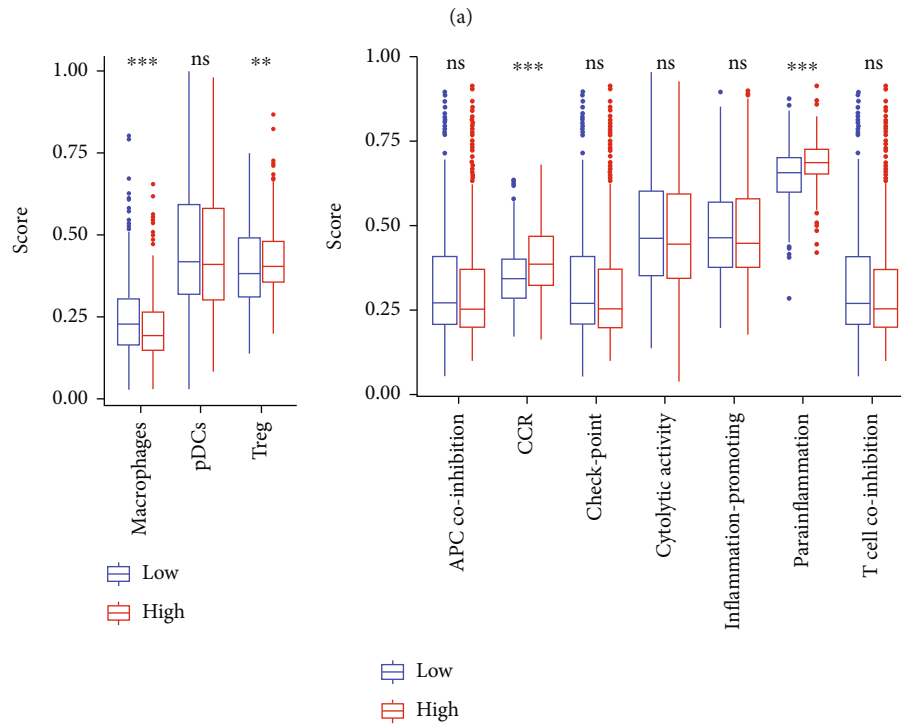 (a)
*** ns **
1.00
0.75
0.50
0.25
0.00
Score
Macrophages
pDCs
Treg
Low
High
ns *** ns ns ns *** ns
1.00
0.75
0.50
0.25
0.00
Score
APC co-inhibition
CCR
Check-point
Cytolytic activity
Inflammation-promoting
Parainflammation
T cell co-inhibition
Low
High